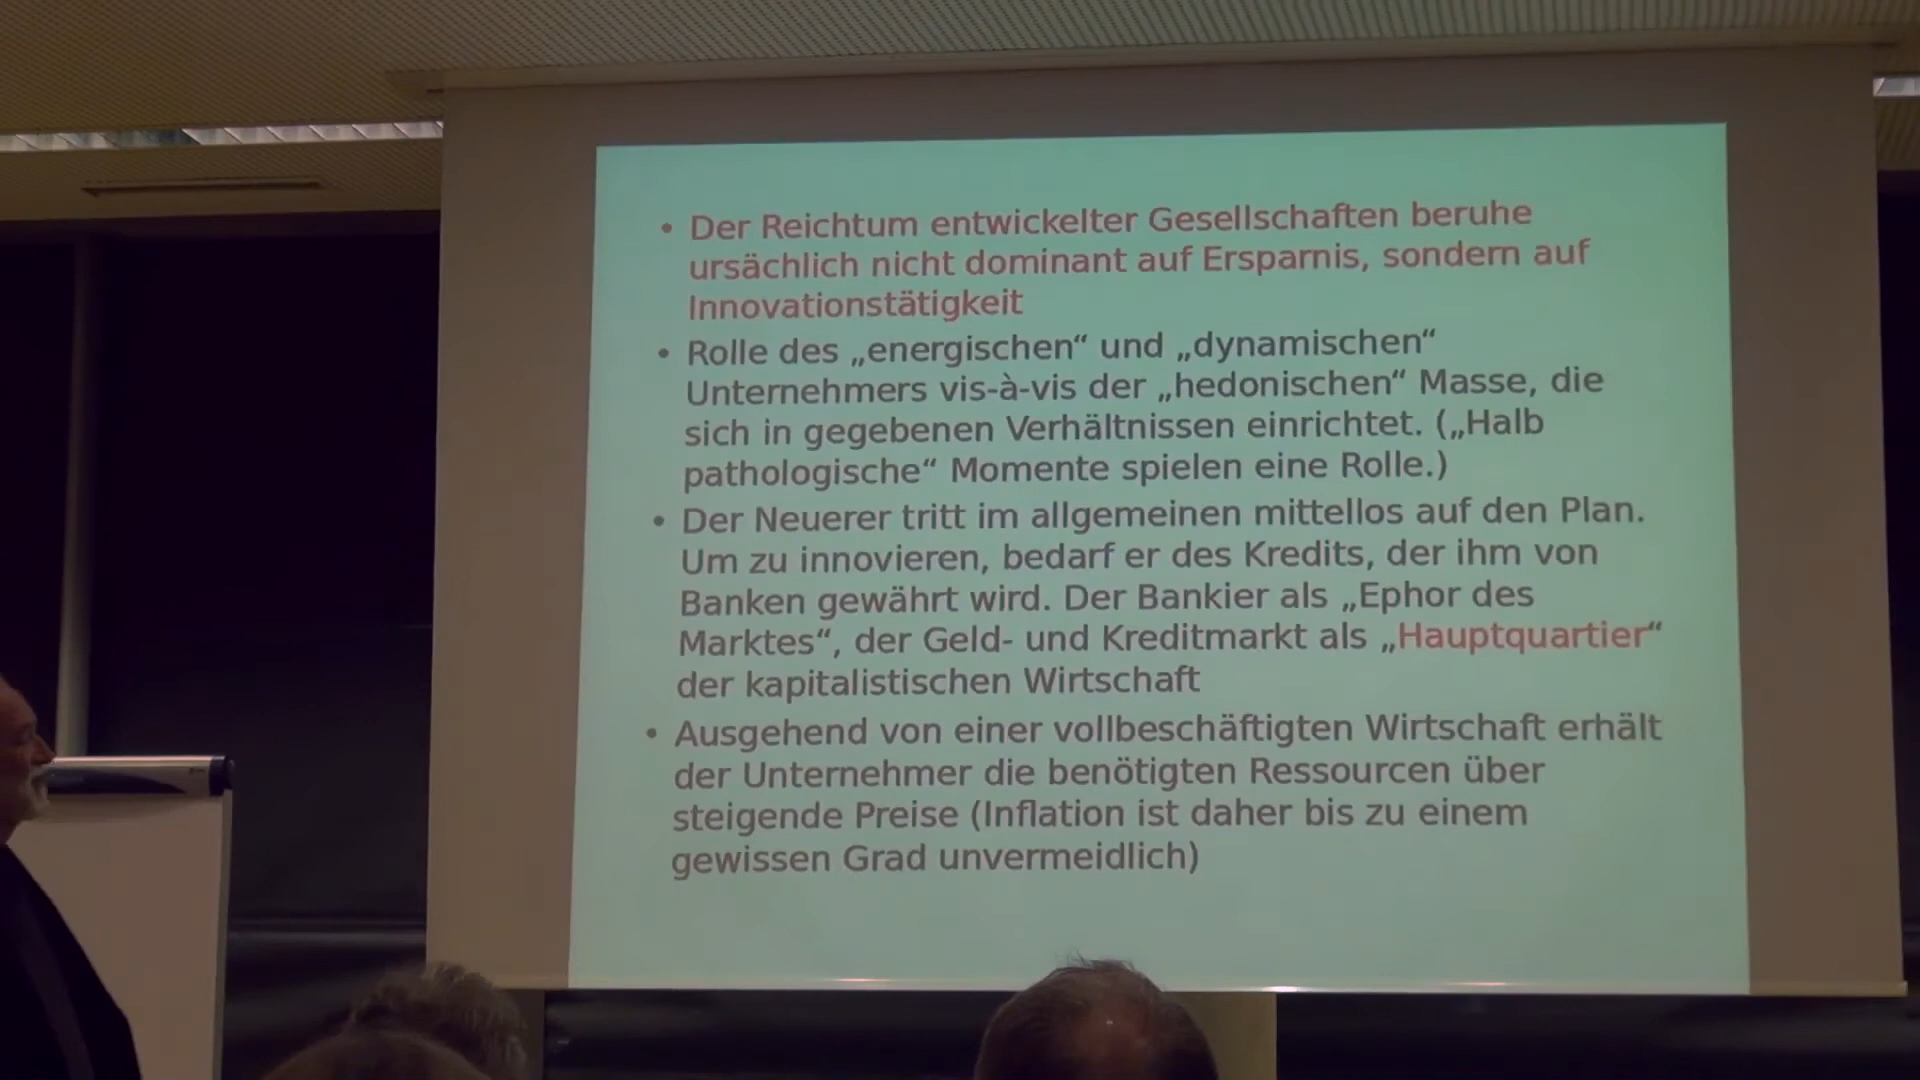 • Der Reichtum entwickelter Gesellschaften beruhe
ursächlich nicht dominant auf Ersparnis, sondern auf
Innovationstätigkeit
• Rolle des „energischen“ und „dynamischen“
Unternehmers vis-à-vis der „hedonischen“ Masse, die
sich in gegebenen Verhältnissen einrichtet. („Halb
pathologische“ Momente spielen eine Rolle.)
• Der Neuerer tritt im allgemeinen mittellos auf den Plan.
Um zu innovieren, bedarf er des Kredits, der ihm von
Banken gewährt wird. Der Bankier als „Ephor des
Marktes“, der Geld- und Kreditmarkt als „Hauptquartier“
der kapitalistischen Wirtschaft
• Ausgehend von einer vollbeschäftigten Wirtschaft erhält
der Unternehmer die benötigten Ressourcen über
steigende Preise (Inflation ist daher bis zu einem
gewissen Grad unvermeidlich)